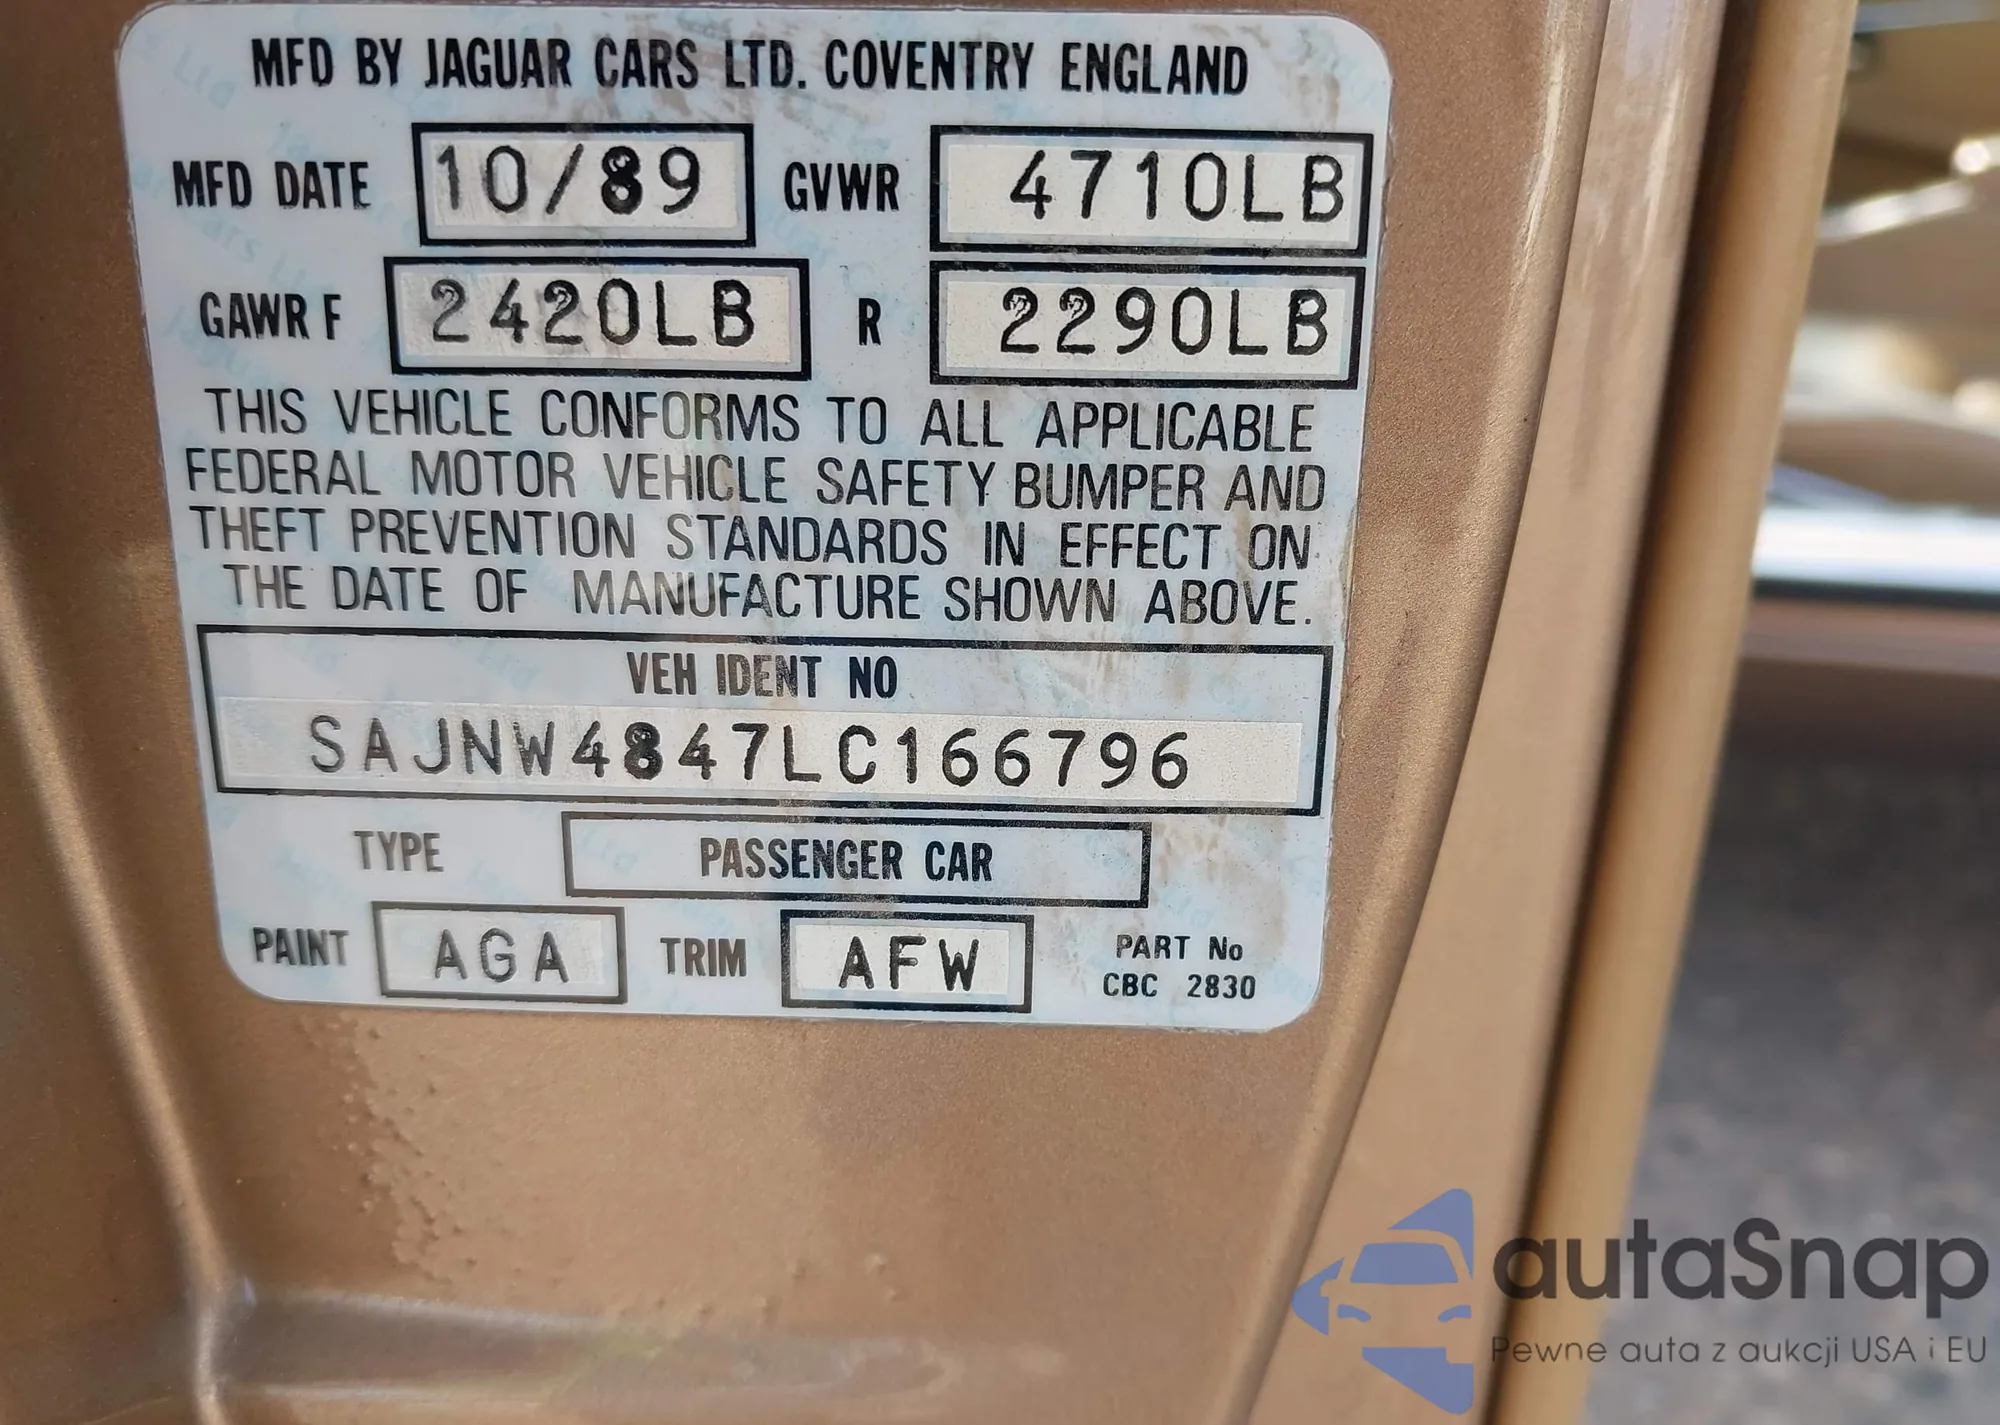 MFD BY JAGUAR CARS LTD. COVENTRY ENGLAND
MFD DATE 10/89 GVWR 4710LB
GAWR F 2420LB R 2290LB
THIS VEHICLE CONFORMS TO ALL APPLICABLE
FEDERAL MOTOR VEHICLE SAFETY BUMPER AND
THEFT PREVENTION STANDARDS IN EFFECT ON
THE DATE OF MANUFACTURE SHOWN ABOVE.
VEH IDENT NO
SAJNW4847LC166796
TYPE PASSENGER CAR
PAINT AGA TRIM AFW PART No
CBC 2830
autaSnap
Pewne auta z aukcji USA i EU